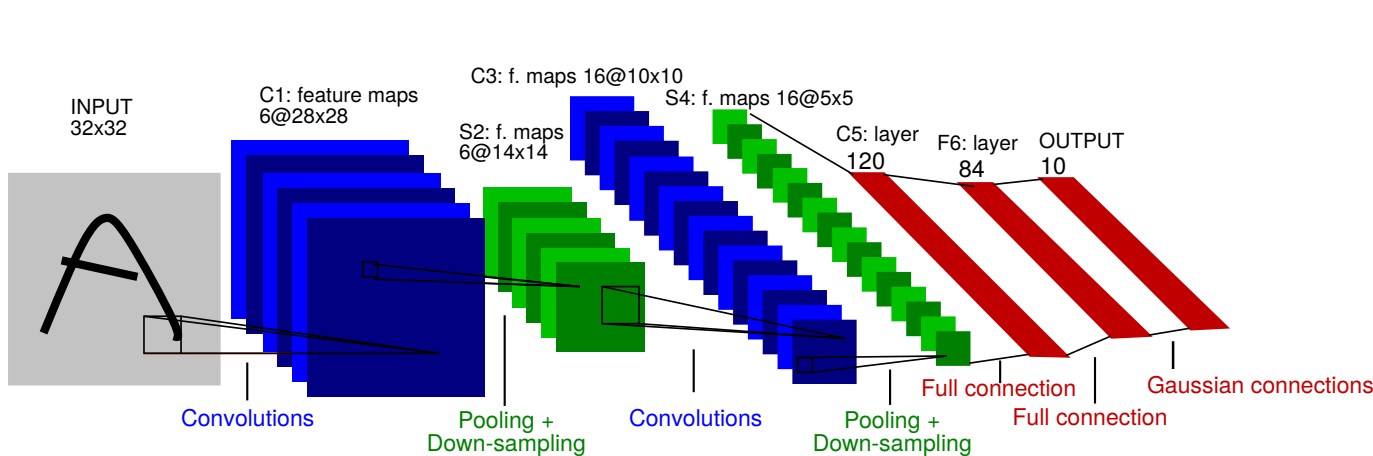 INPUT
32x32
C1: feature maps
6@28x28
S2: f. maps
6@14x14
C3: f. maps 16@10x10
S4: f. maps 16@5x5
C5: layer
120
F6: layer
84
OUTPUT
10
Convolutions
Pooling +
Down-sampling
Convolutions
Pooling +
Down-sampling
Full connection
Full connection
Gaussian connections
A